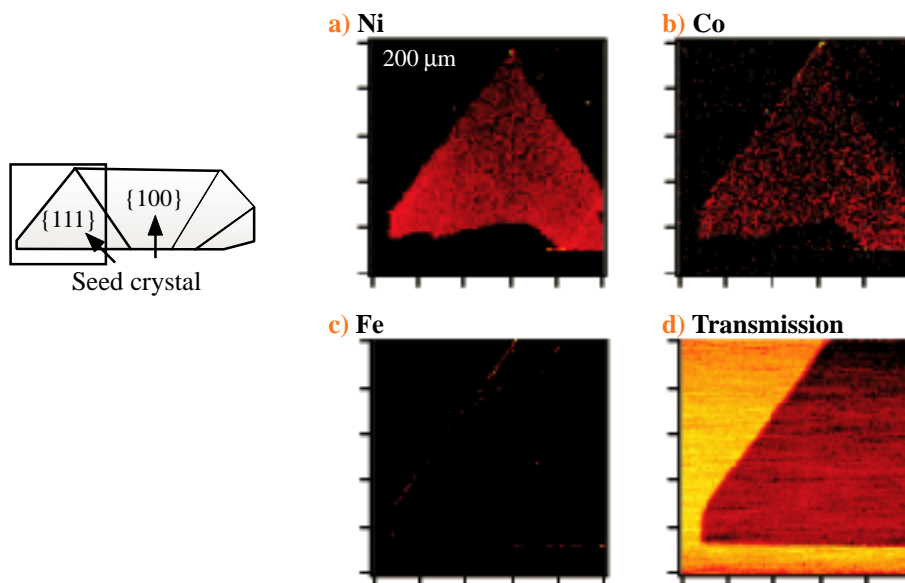 a) Ni
b) Co
200 μm
{100}
{111}
Seed crystal
c) Fe
d) Transmission